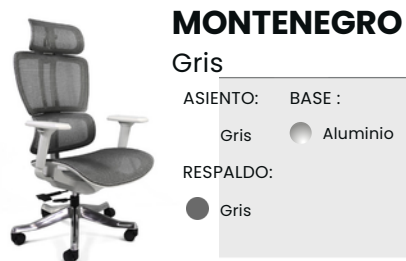 MONTENEGRO
Gris
ASIENTO: BASE :
Gris Aluminio
RESPALDO:
Gris